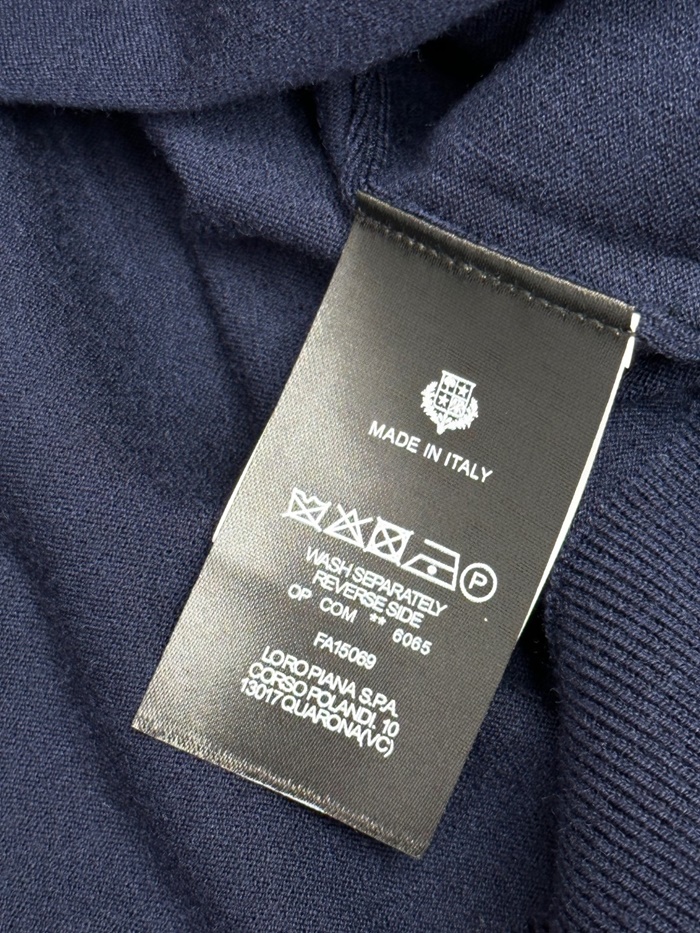 MADE IN ITALY
P
WASH SEPARATELY
REVERSE SIDE
OP COM ** 6065
FA15069
LORO PIANA S.P.A.
CORSO POLANDI. 10
13017 QUARONA(VC)